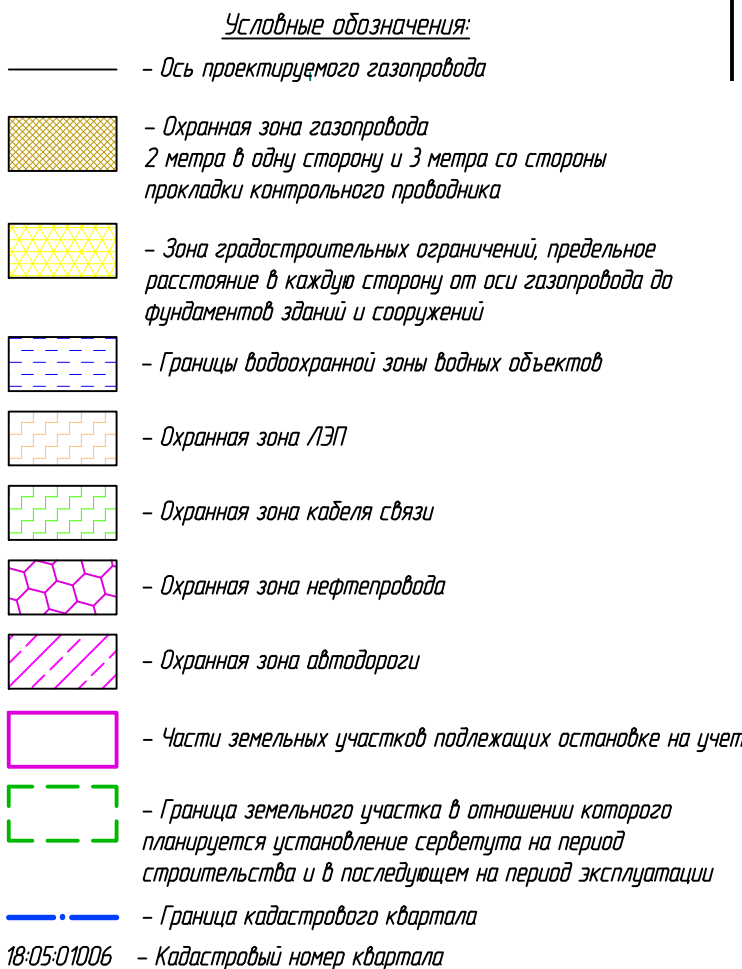 Условные обозначения:
– Ось проектируемого газопровода
– Охранная зона газопровода
2 метра в одну сторону и 3 метра со стороны
прокладки контрольного проводника
– Зона градостроительных ограничений, предельное
расстояние в каждую сторону от оси газопровода до
фундаментов зданий и сооружений
– Границы водоохранной зоны водных объектов
– Охранная зона ЛЭП
– Охранная зона кабеля связи
– Охранная зона нефтепровода
– Охранная зона автодороги
– Части земельных участков подлежащих остановке на учет
– Граница земельного участка в отношении которого
планируется установление серветута на период
строительства и в последующем на период эксплуатации
– Граница кадастрового квартала
18:05:01006 – Кадастровый номер квартала